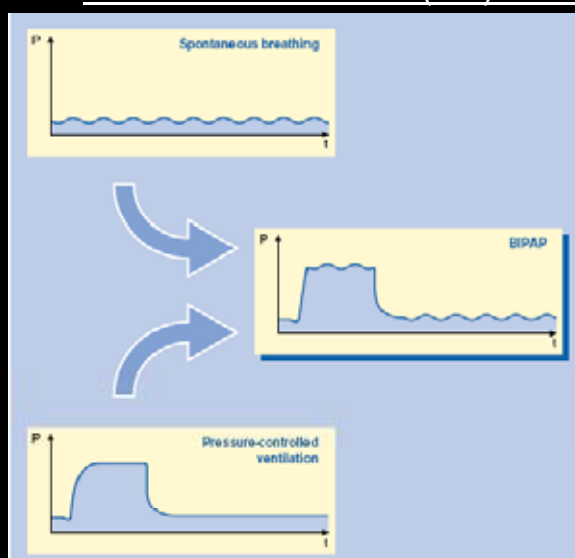 P
Spontaneous breathing
t
P
BIPAP
t
P
Pressure-controlled
ventilation
t